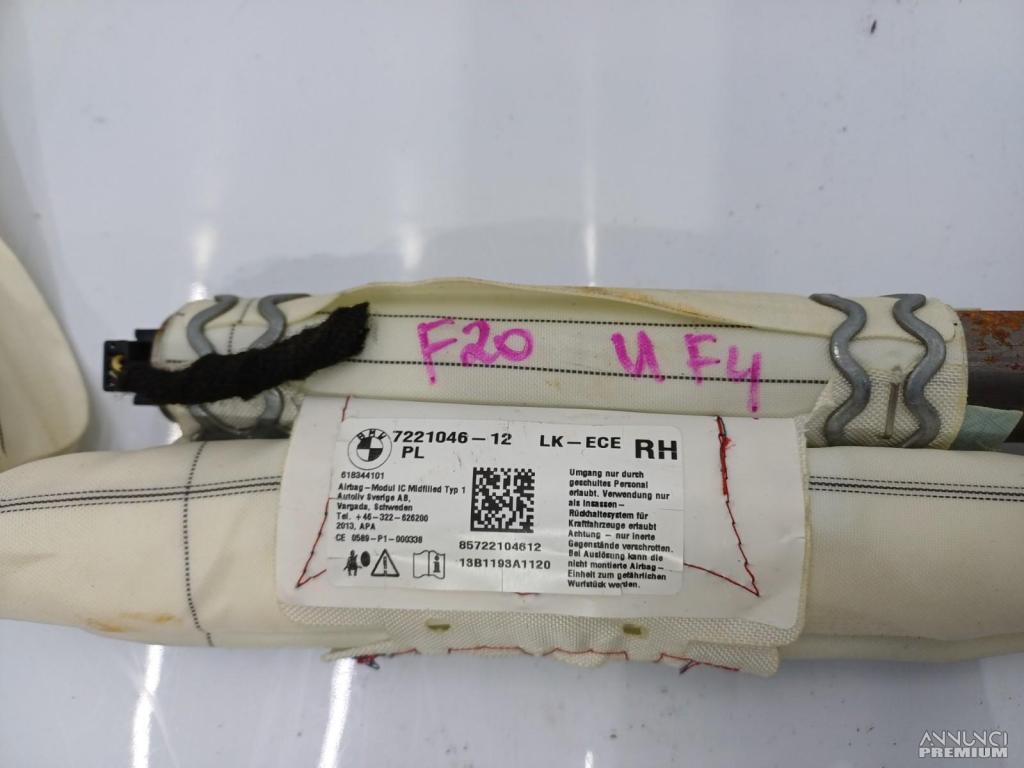 F20 UF4
BMW
7221046-12 LK-ECE RH
PL
618344101
Airbag-Modul IC Midfilled Typ 1
Autoliv Sverige AB,
Vargada, Schweden
Tel. +46-322-626200
2013, APA
CE 0589-P1-000338
85722104612
13B1193A1120
Umgang nur durch
geschultes Personal
erlaubt. Verwendung nur
als Insassen-
Rückhaltesystem für
Kraftfahrzeuge erlaubt
Achtung - nur inerte
Gegenstände verschrotten.
Bei Auslösung kann die
nicht montierte Airbag-
Einheit zum gefährlichen
Wurfstück werden.
ANNUNCI
PREMIUM